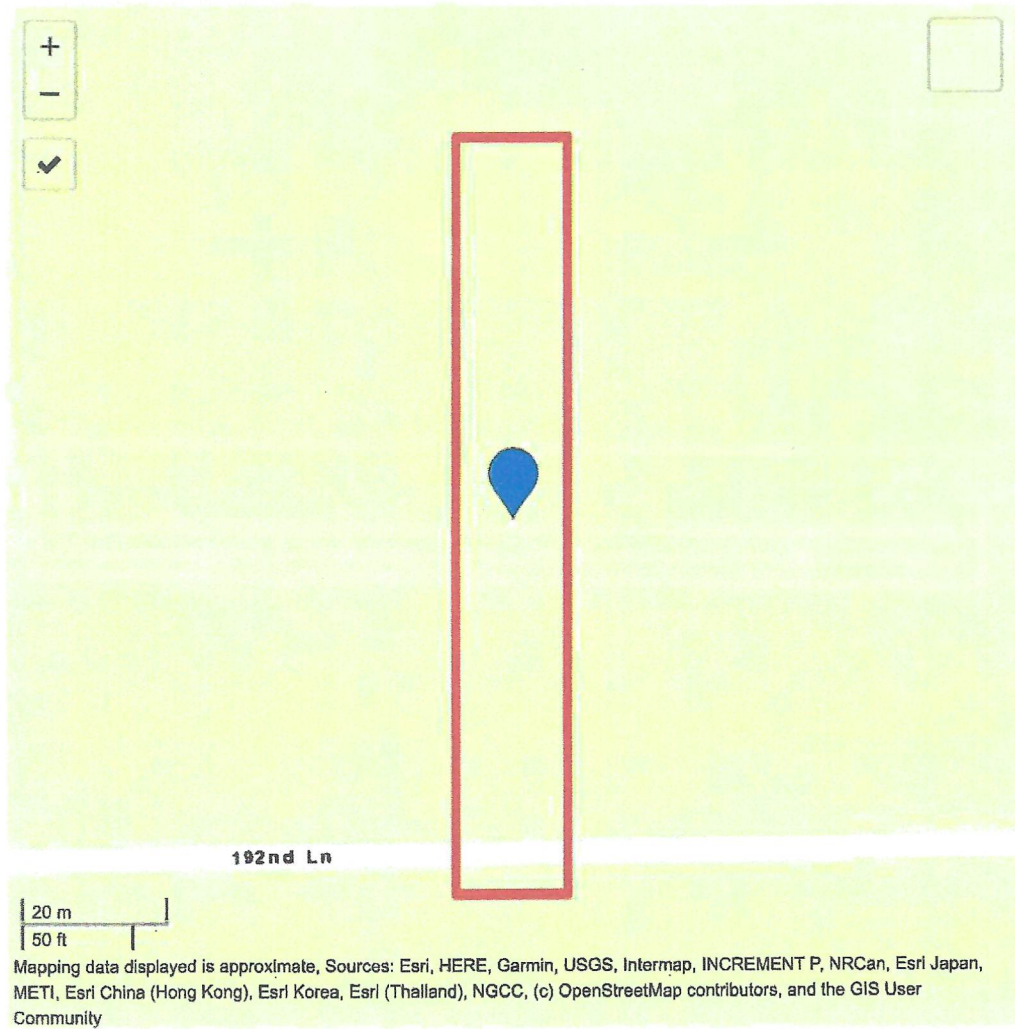 +
−
192nd Ln
20 m
50 ft
Mapping data displayed is approximate, Sources: Esri, HERE, Garmin, USGS, Intermap, INCREMENT P, NRCan, Esri Japan,
METI, Esri China (Hong Kong), Esri Korea, Esri (Thailand), NGCC, (c) OpenStreetMap contributors, and the GIS User
Community